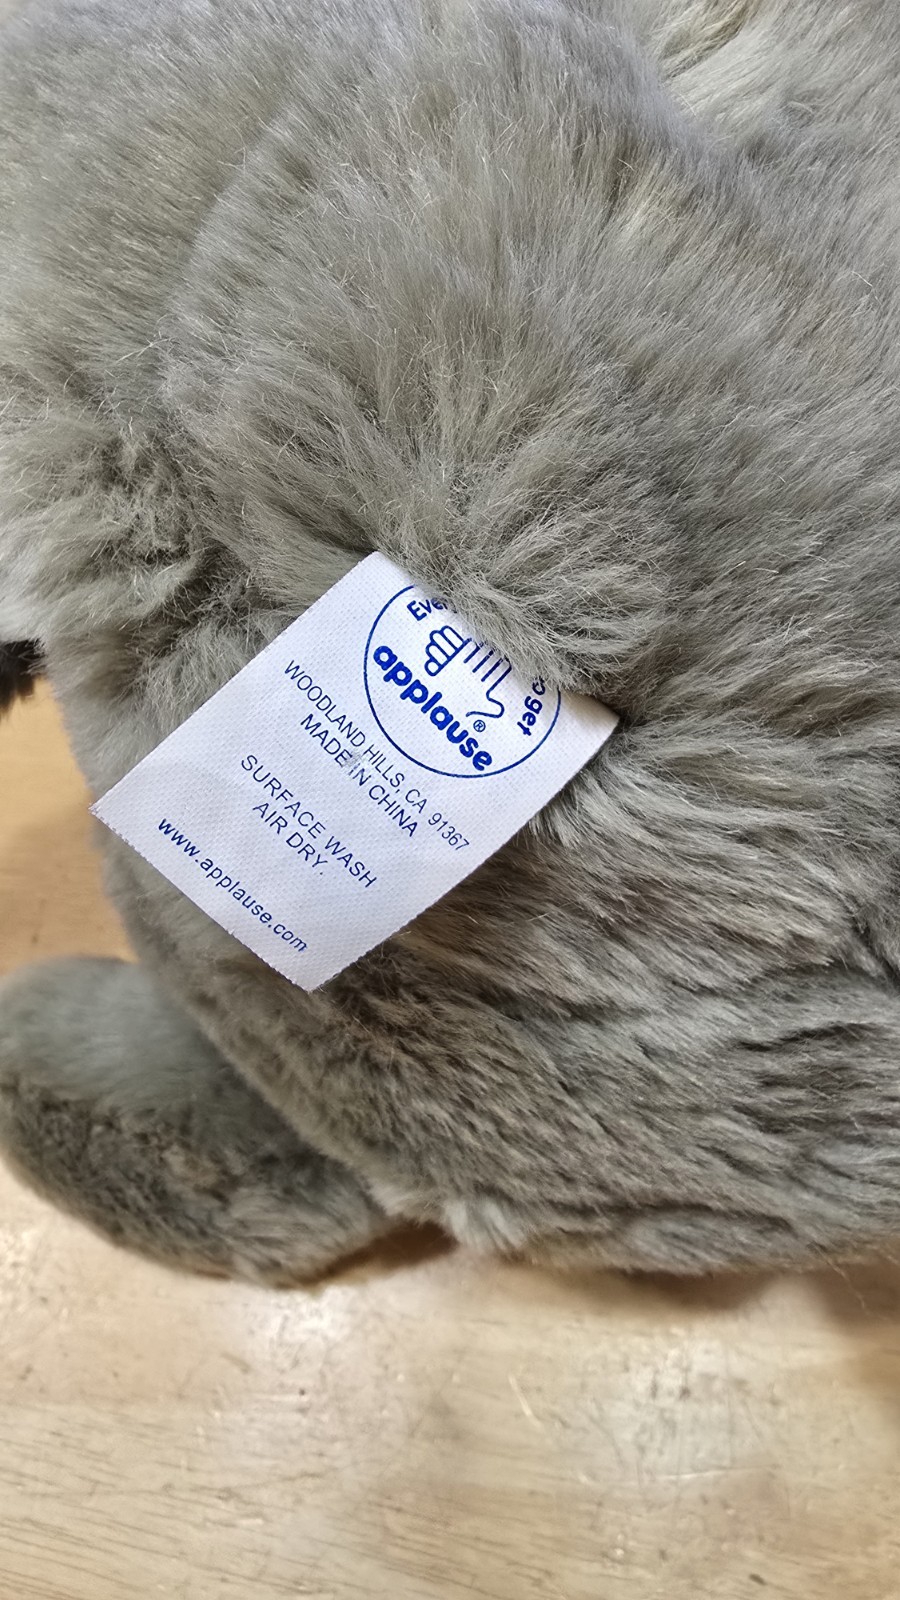 applause®
WOODLAND HILLS, CA 91367
MADE IN CHINA
SURFACE WASH
AIR DRY.
www.applause.com